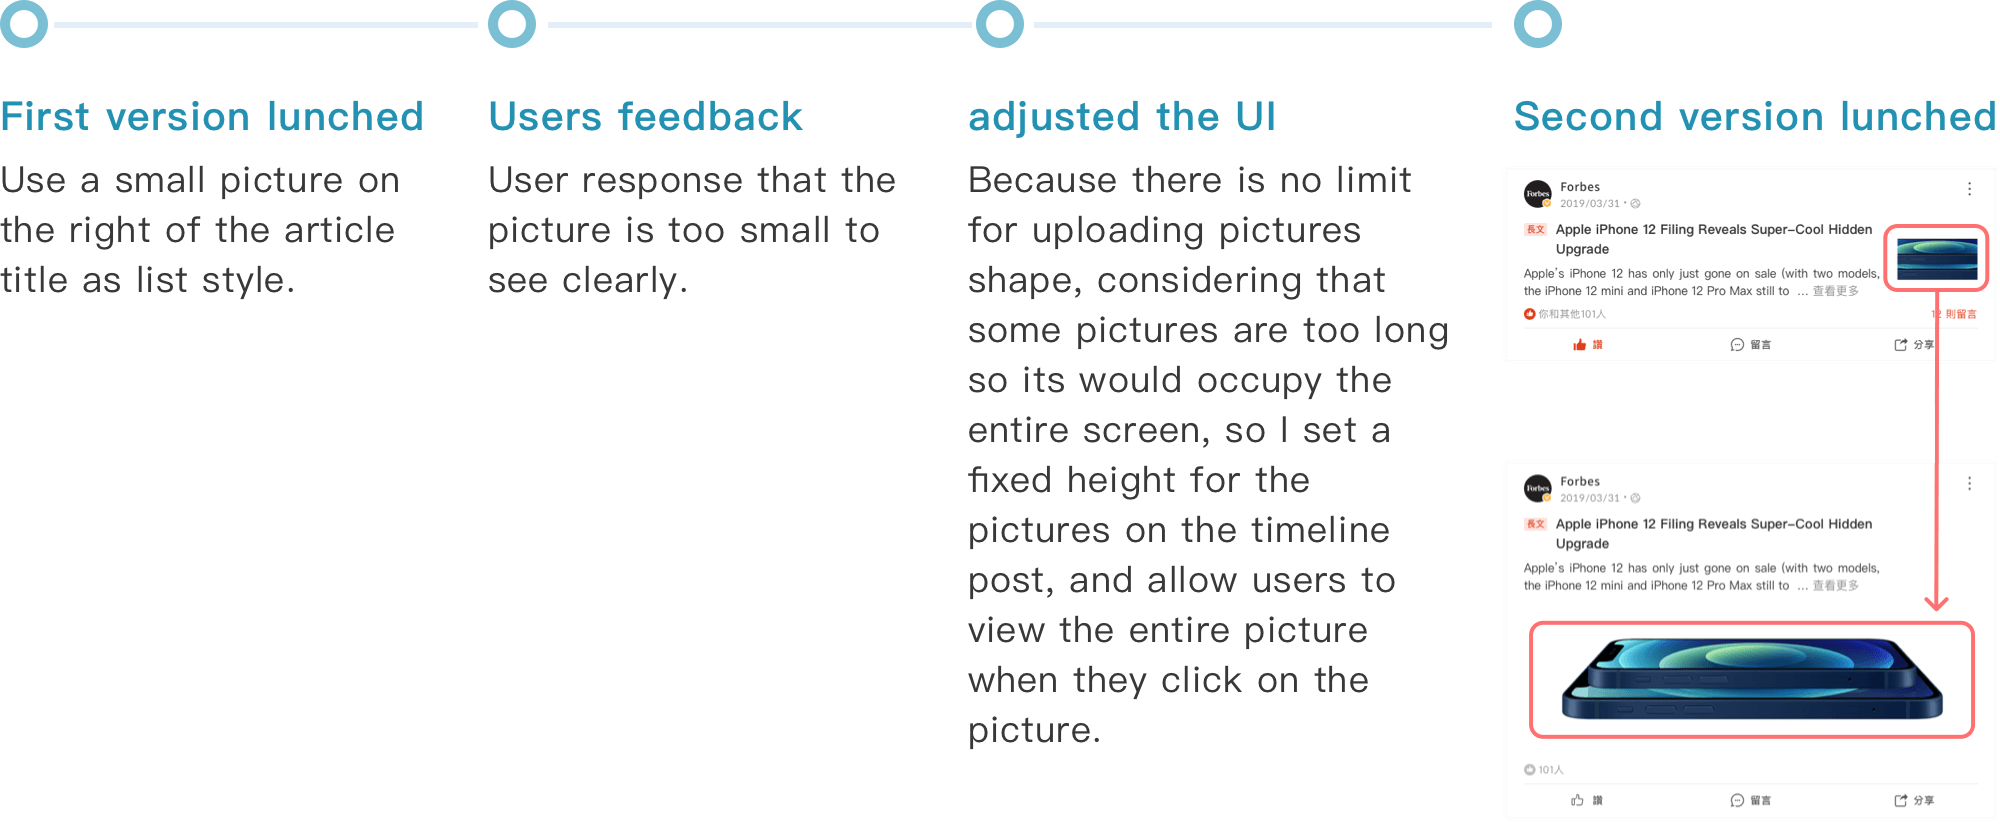 First version lunched
Use a small picture on
the right of the article
title as list style.
Users feedback
User response that the
picture is too small to
see clearly.
adjusted the UI
Because there is no limit
for uploading pictures
shape, considering that
some pictures are too long
so its would occupy the
entire screen, so I set a
fixed height for the
pictures on the timeline
post, and allow users to
view the entire picture
when they click on the
picture.
Second version lunched
Forbes
Forbes
2019/03/31
長文 Apple iPhone 12 Filing Reveals Super-Cool Hidden
Upgrade
Apple's iPhone 12 has only just gone on sale (with two models,
the iPhone 12 mini and iPhone 12 Pro Max still to ... 查看更多
你和其他101人 12 則留言
讚 留言 分享
Forbes
Forbes
2019/03/31
長文 Apple iPhone 12 Filing Reveals Super-Cool Hidden
Upgrade
Apple's iPhone 12 has only just gone on sale (with two models,
the iPhone 12 mini and iPhone 12 Pro Max still to ... 查看更多
101人
讚 留言 分享